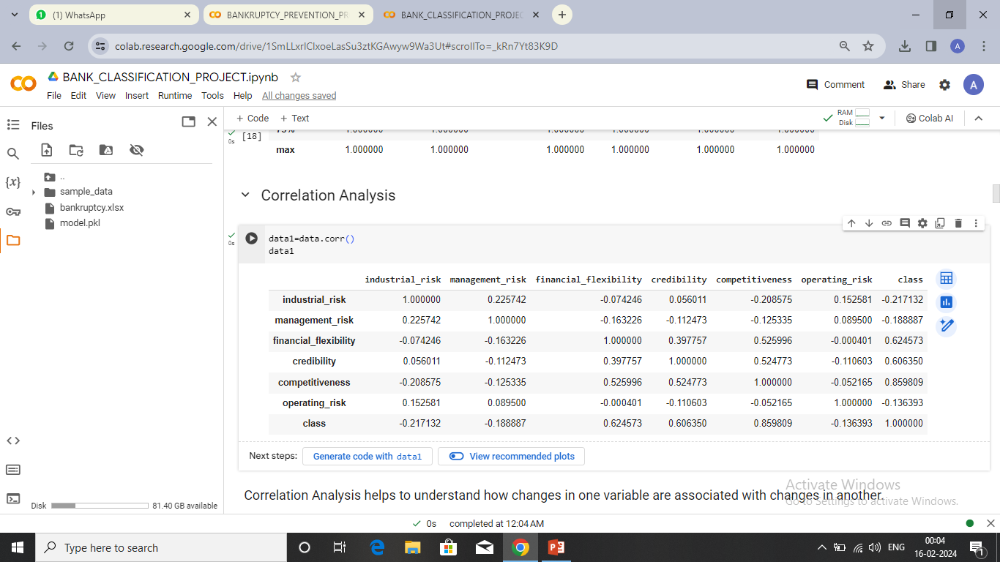 (1) WhatsApp
BANKRUPTCY_PREVENTION_PR
BANK_CLASSIFICATION_PROJEC
colab.research.google.com/drive/1SmLLxrlClxoeLasSu3ztKGAwyw9Wa3Ut#scrollTo=_kRn7Yt83K9D
A
BANK_CLASSIFICATION_PROJECT.ipynb
Comment
Share
A
File Edit View Insert Runtime Tools Help All changes saved
Files
+ Code + Text
RAM
Disk
Colab AI
..
sample_data
bankruptcy.xlsx
model.pkl
{x}
Disk 81.40 GB available
0s
[18]
75% 1.000000 1.000000 1.000000 1.000000 1.000000 1.000000
max 1.000000 1.000000 1.000000 1.000000 1.000000 1.000000
Correlation Analysis
0s
data1=data.corr()
data1
industrial_risk management_risk financial_flexibility credibility competitiveness operating_risk class
industrial_risk 1.000000 0.225742 -0.074246 0.056011 -0.208575 0.152581 -0.217132
management_risk 0.225742 1.000000 -0.163226 -0.112473 -0.125335 0.089500 -0.188887
financial_flexibility -0.074246 -0.163226 1.000000 0.397757 0.525996 -0.000401 0.624573
credibility 0.056011 -0.112473 0.397757 1.000000 0.524773 -0.110603 0.606350
competitiveness -0.208575 -0.125335 0.525996 0.524773 1.000000 -0.052165 0.859809
operating_risk 0.152581 0.089500 -0.000401 -0.110603 -0.052165 1.000000 -0.136393
class -0.217132 -0.188887 0.624573 0.606350 0.859809 -0.136393 1.000000
Next steps: Generate code with data1 View recommended plots
Correlation Analysis helps to understand how changes in one variable are associated with changes in another.
Activate Windows
Go to Settings to activate Windows.
0s completed at 12:04 AM
Type here to search
ENG
00:04
16-02-2024
1